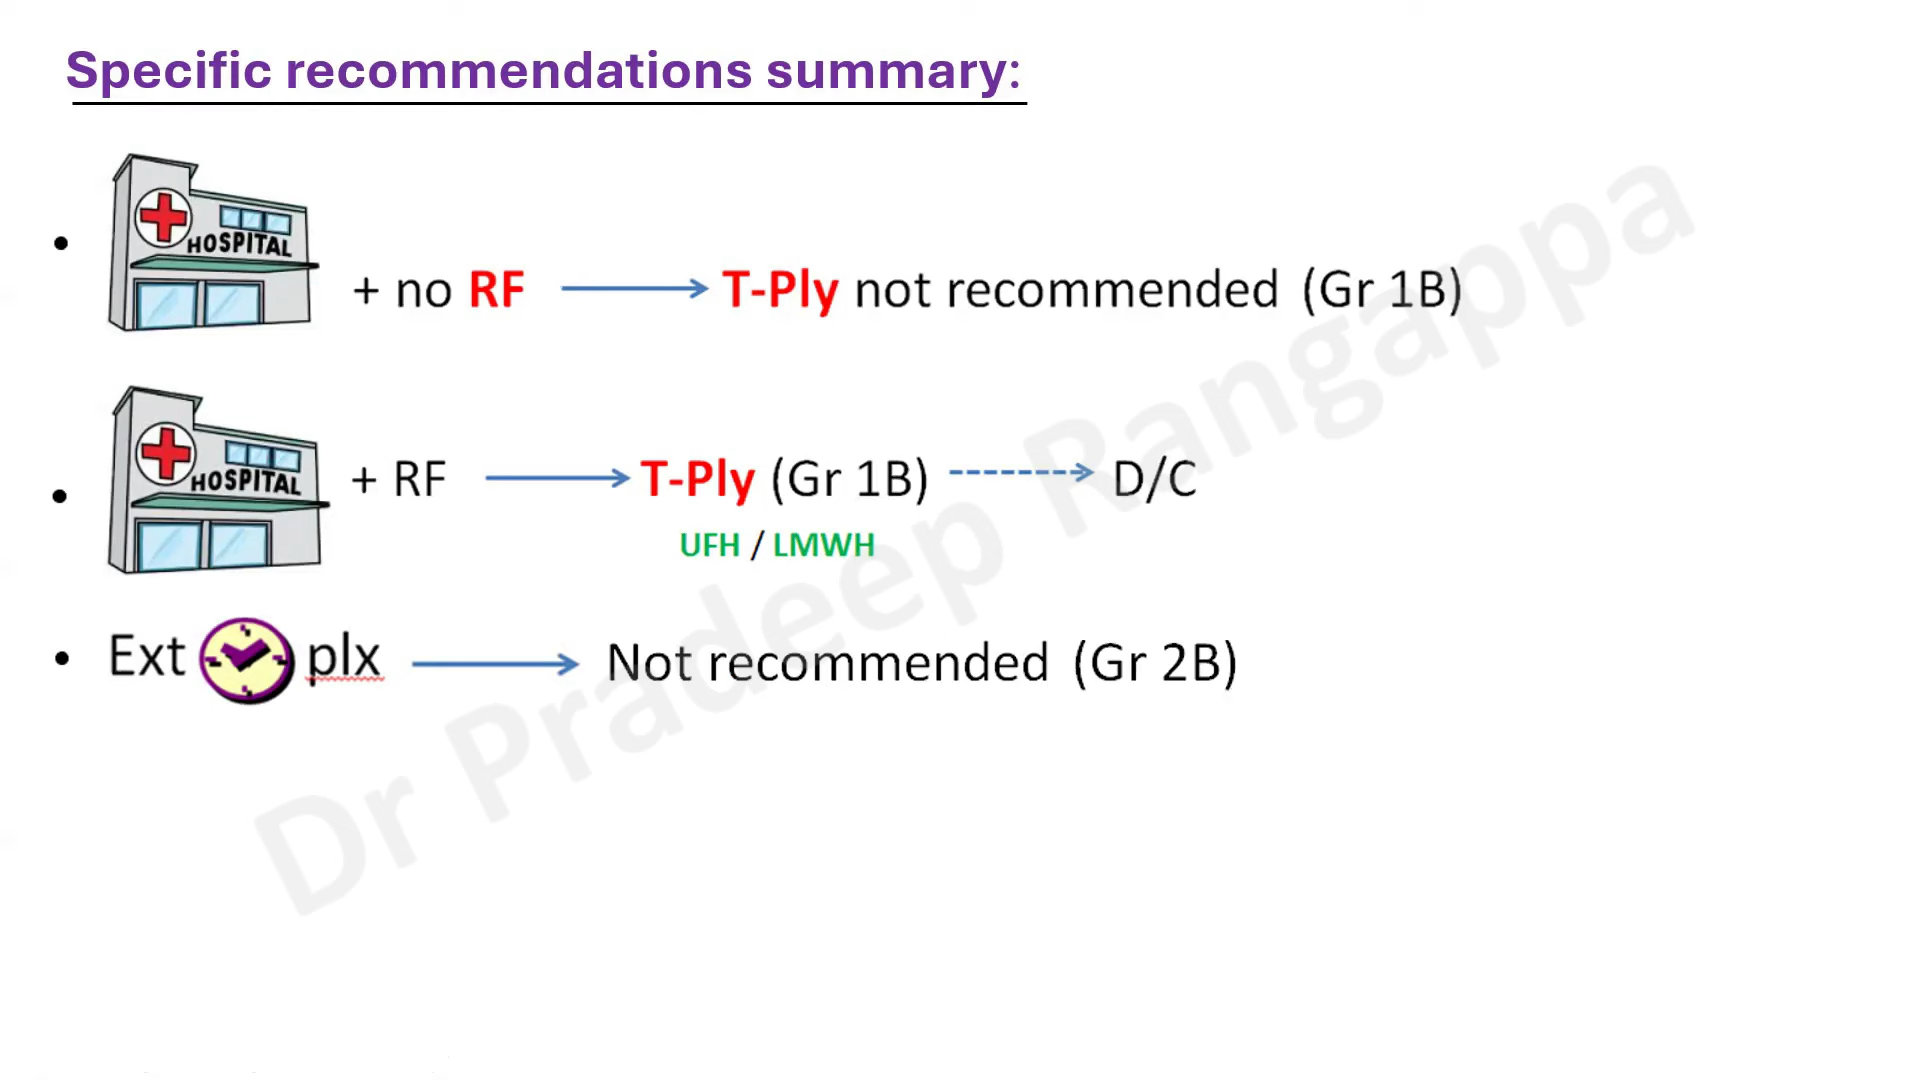 Specific recommendations summary:
HOSPITAL
+ no RF T-Ply not recommended (Gr 1B)
HOSPITAL
+ RF T-Ply (Gr 1B) D/C
UFH / LMWH
Ext plx Not recommended (Gr 2B)
Dr Pradeep Rangappa